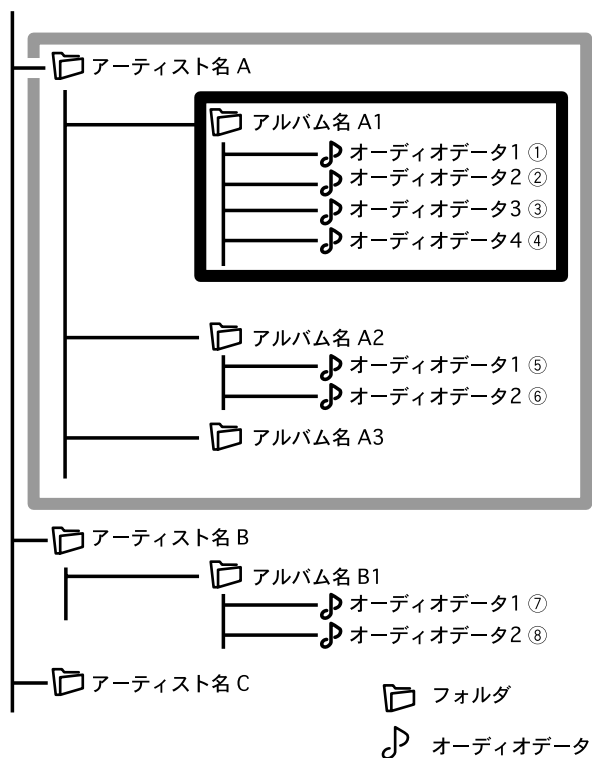 アーティスト名 A
アルバム名 A1
オーディオデータ1 ①
オーディオデータ2 ②
オーディオデータ3 ③
オーディオデータ4 ④
アルバム名 A2
オーディオデータ1 ⑤
オーディオデータ2 ⑥
アルバム名 A3
アーティスト名 B
アルバム名 B1
オーディオデータ1 ⑦
オーディオデータ2 ⑧
アーティスト名 C
フォルダ
オーディオデータ